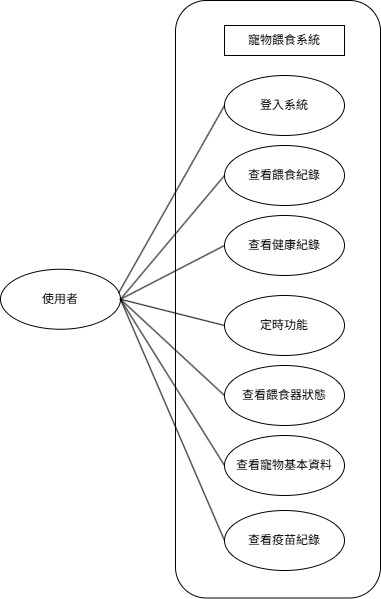 寵物餵食系統
登入系統
查看餵食紀錄
查看健康紀錄
使用者
定時功能
查看餵食器狀態
查看寵物基本資料
查看疫苗紀錄